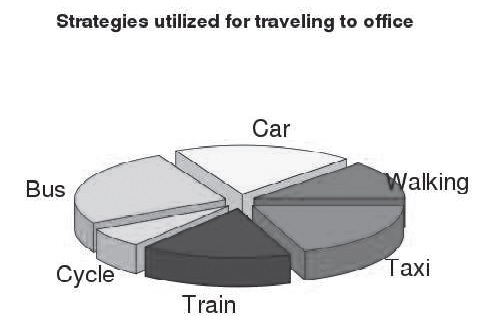 Strategies utilized for traveling to office
Car
Walking
Bus
Taxi
Cycle
Train